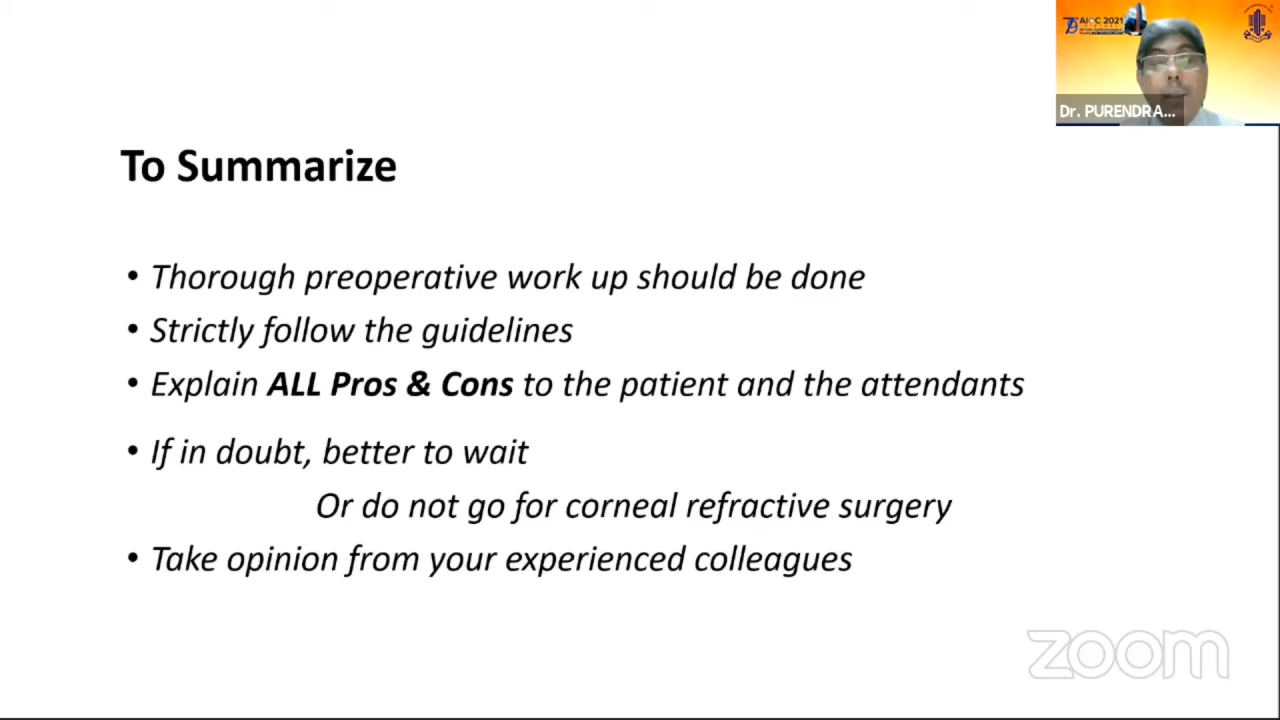 AIOC 2021
Dr. PURENDRA...
To Summarize
• Thorough preoperative work up should be done
• Strictly follow the guidelines
• Explain ALL Pros & Cons to the patient and the attendants
• If in doubt, better to wait
Or do not go for corneal refractive surgery
• Take opinion from your experienced colleagues
zoom